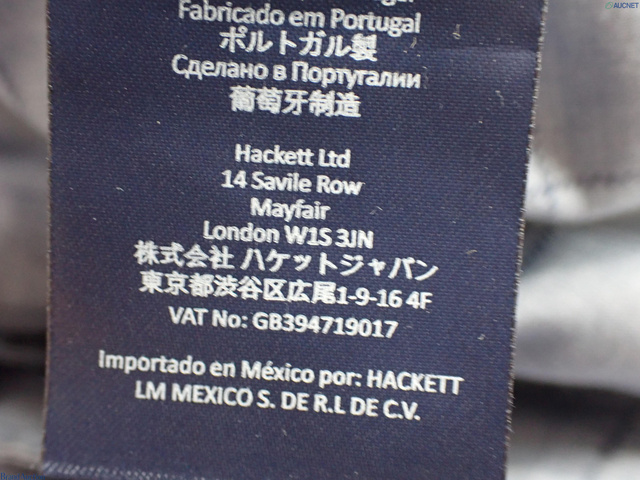 Fabricado em Portugal
ポルトガル製
Сделано в Португалии
葡萄牙制造
Hackett Ltd
14 Savile Row
Mayfair
London W1S 3JN
株式会社 ハケットジャパン
東京都渋谷区広尾1-9-16 4F
VAT No: GB394719017
Importado en México por: HACKETT
LM MEXICO S. DE R.L DE C.V.
AUCNET